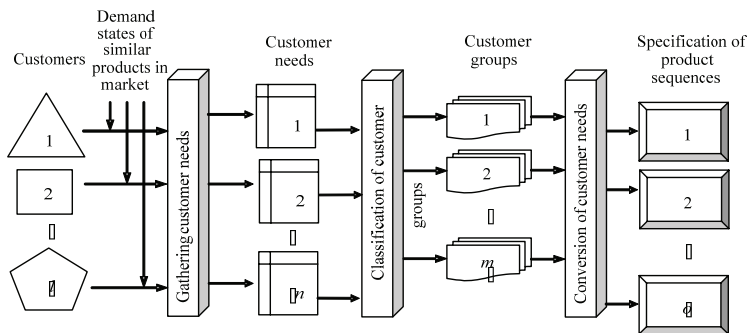 Demand
states of
similar
products in
market
Customers
1
2
Gathering customer needs
Customer
needs
1
2
n
Classification of customer
groups
Customer
groups
1
2
m
Conversion of customer needs
Specification of
product
sequences
1
2